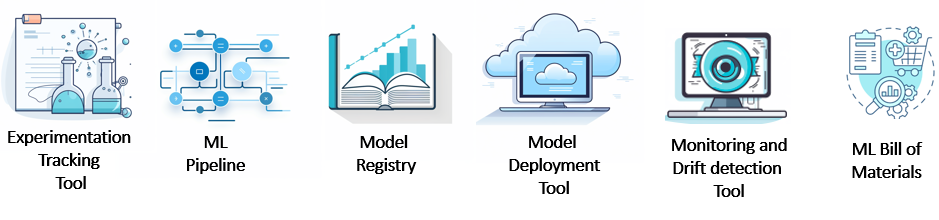 Experimentation
Tracking
Tool
ML
Pipeline
Model
Registry
Model
Deployment
Tool
Monitoring and
Drift detection
Tool
ML Bill of
Materials